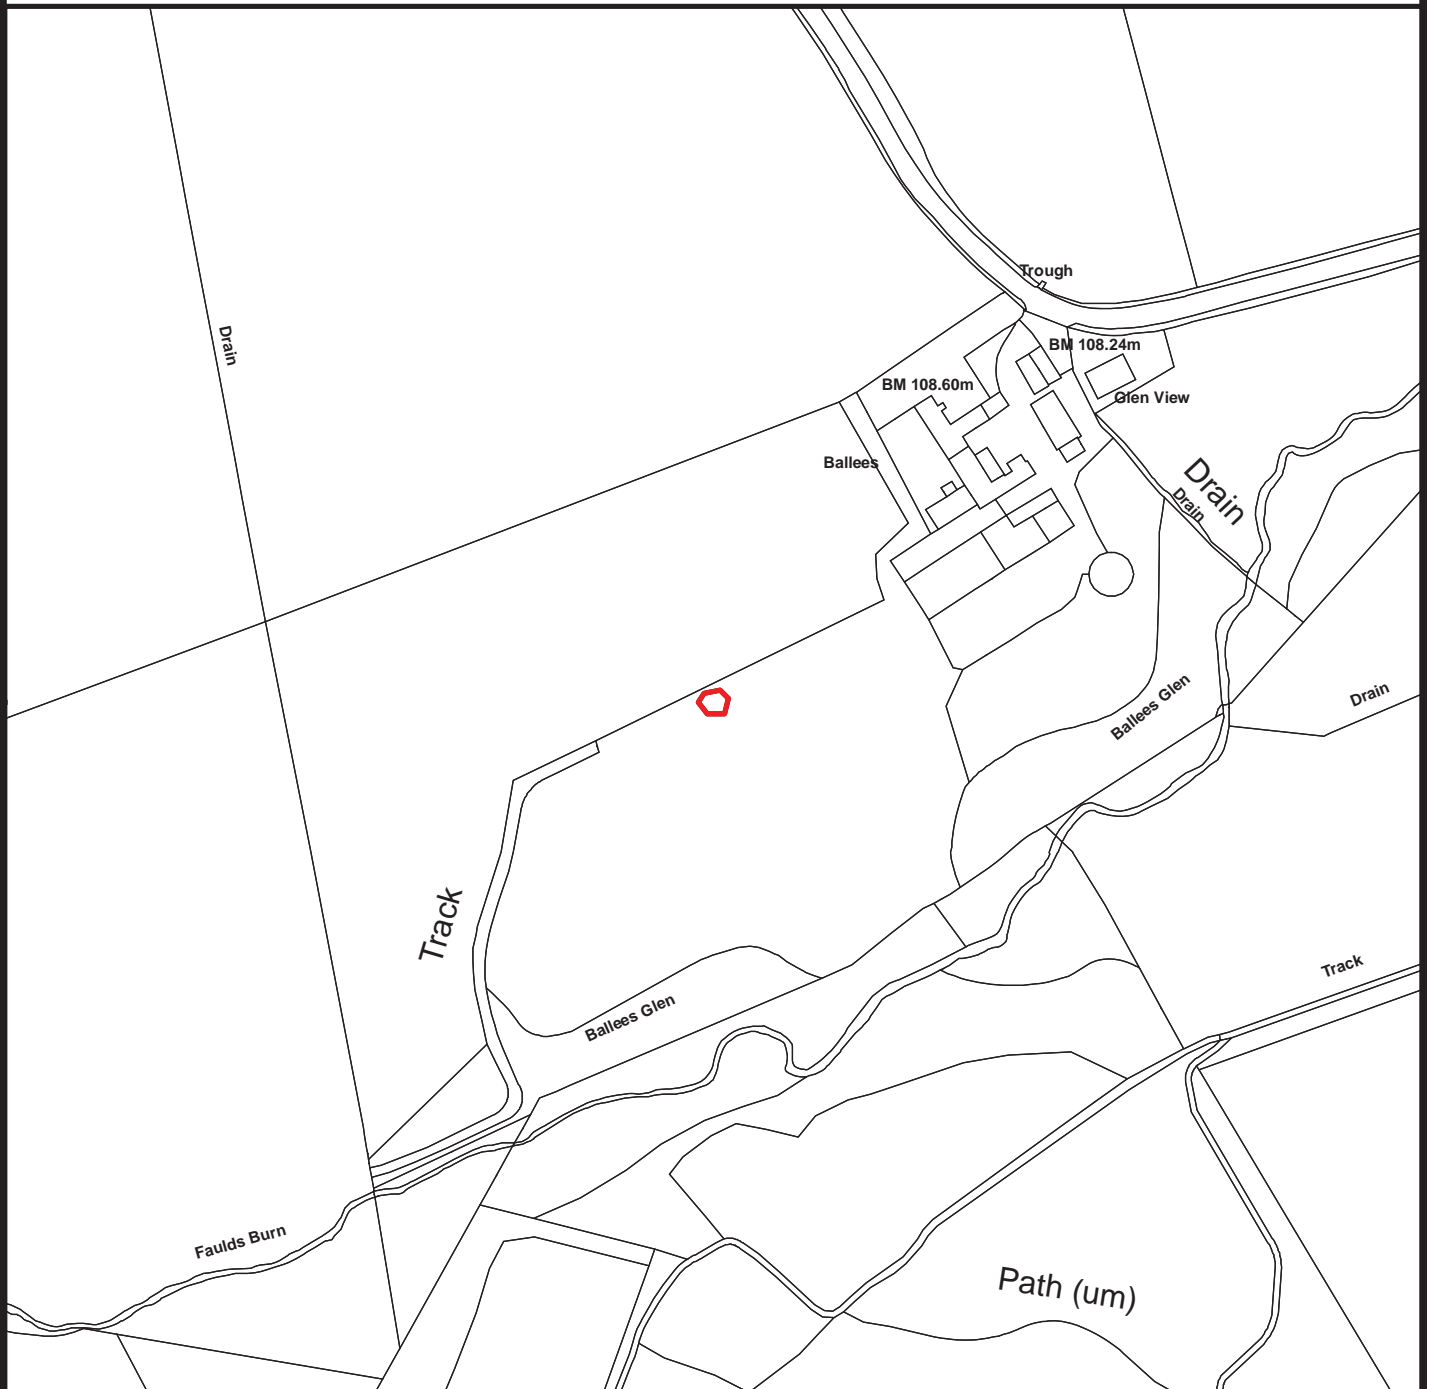 Trough
Drain
BM 108.24m
BM 108.60m
Glen View
Ballees
Drain
Drain
Ballees Glen
Drain
Track
Track
Ballees Glen
Faulds Burn
Path (um)